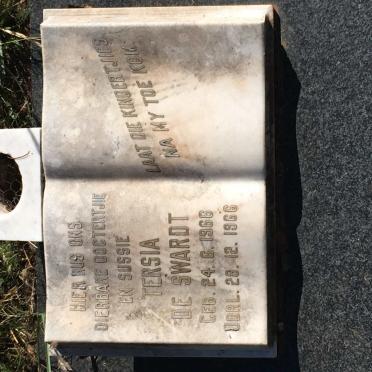 HIER RUS ONS
DIERBARE DOGTERTJIE
EN SUSSIE
TERSIA
DE SWARDT
GEB. 24. 6. 1966
OORL. 28. 12. 1966
LAAT DIE KINDERTJIES
NA MY TOE KOM